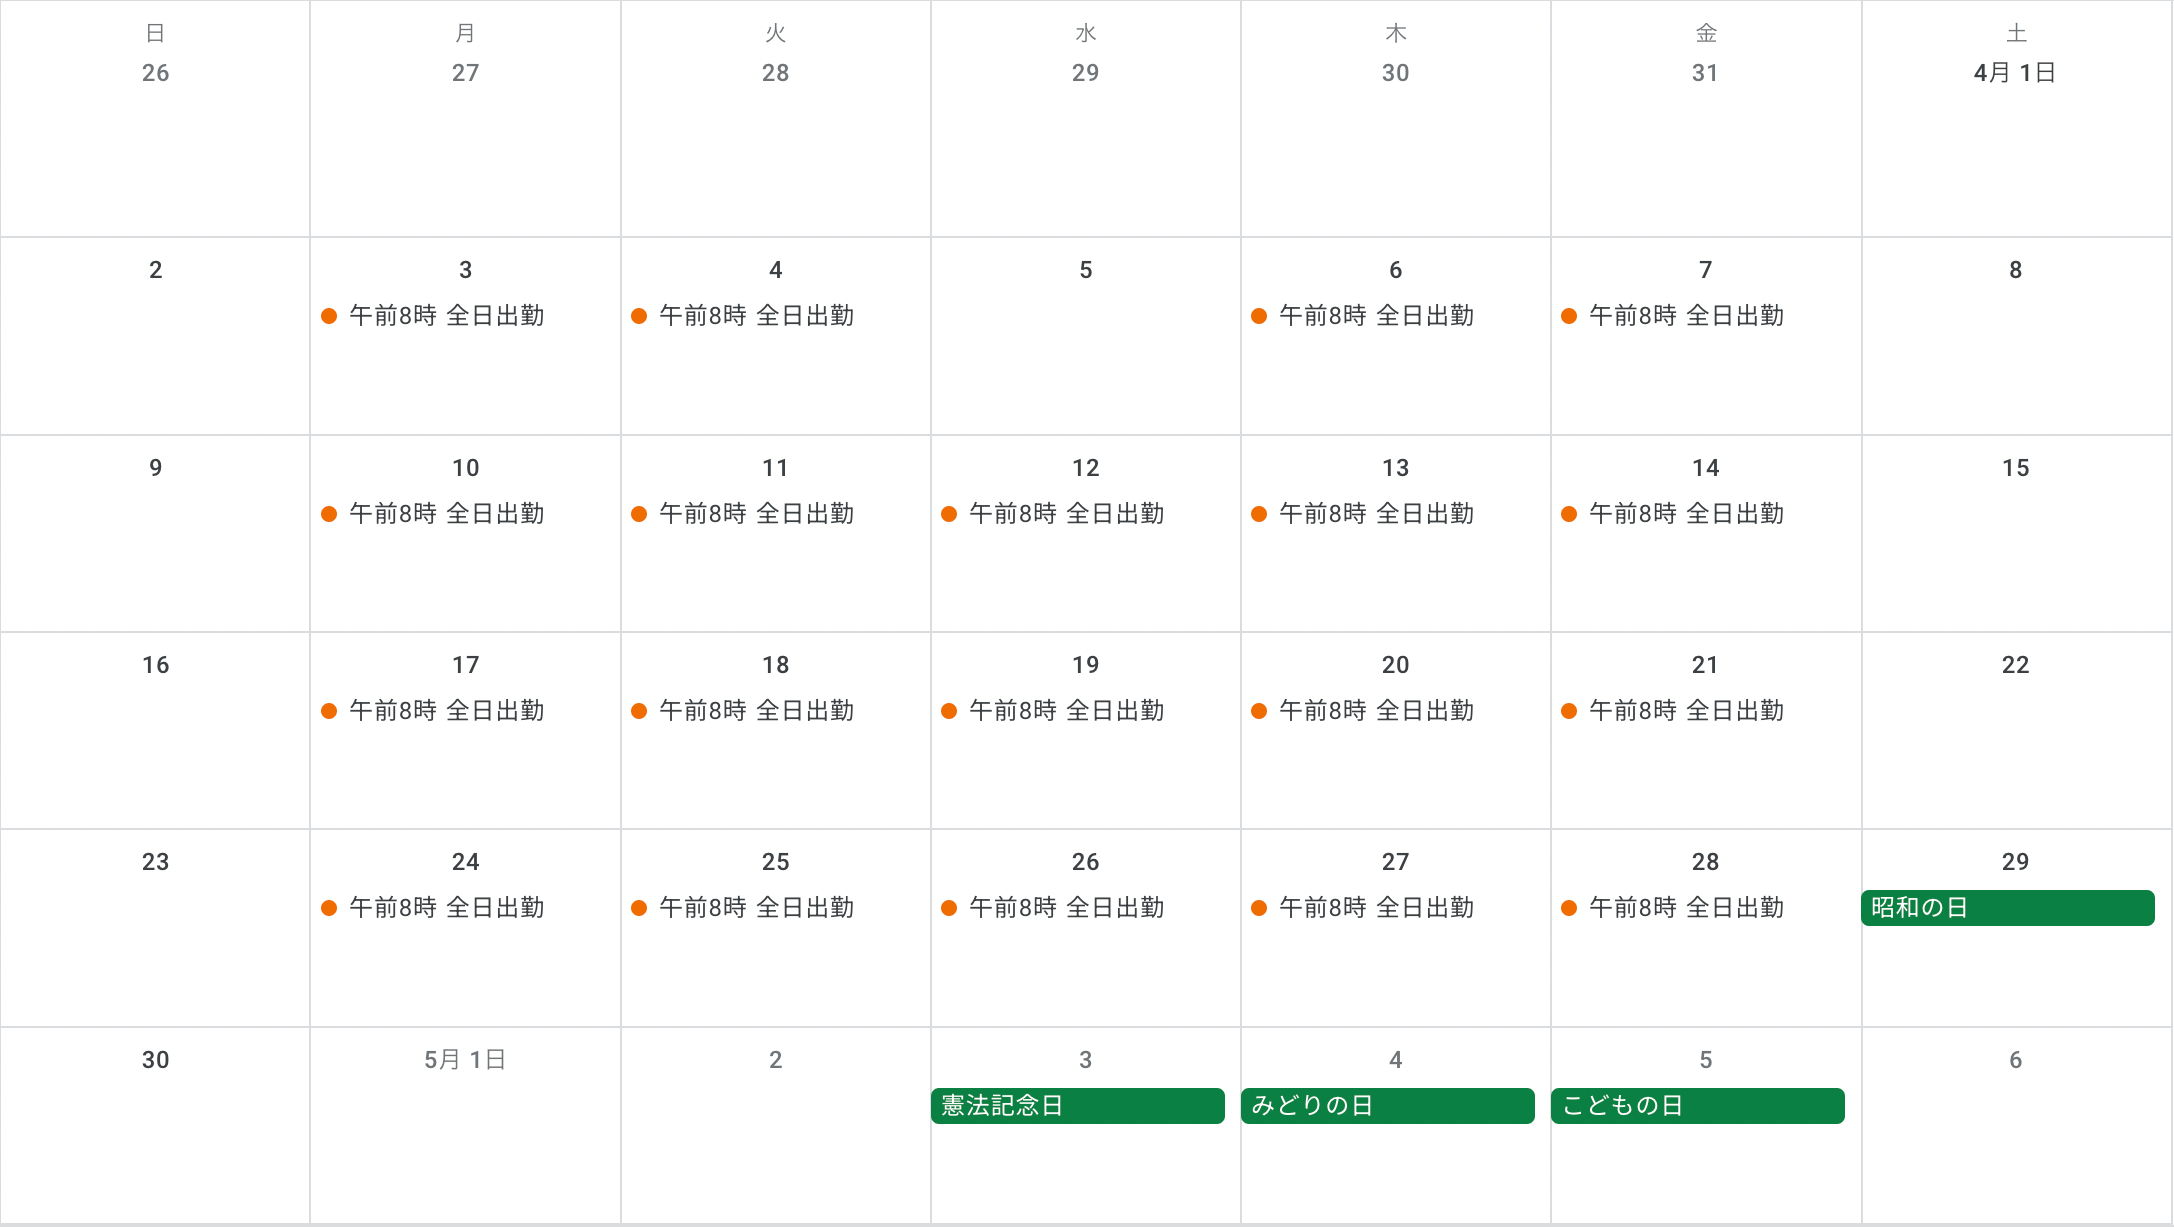 日 月 火 水 木 金 土
26 27 28 29 30 31 4月 1日
2 3 4 5 6 7 8
午前8時 全日出勤 午前8時 全日出勤 午前8時 全日出勤 午前8時 全日出勤
9 10 11 12 13 14 15
午前8時 全日出勤 午前8時 全日出勤 午前8時 全日出勤 午前8時 全日出勤 午前8時 全日出勤
16 17 18 19 20 21 22
午前8時 全日出勤 午前8時 全日出勤 午前8時 全日出勤 午前8時 全日出勤 午前8時 全日出勤
23 24 25 26 27 28 29
午前8時 全日出勤 午前8時 全日出勤 午前8時 全日出勤 午前8時 全日出勤 午前8時 全日出勤 昭和の日
30 5月 1日 2 3 4 5 6
憲法記念日 みどりの日 こどもの日